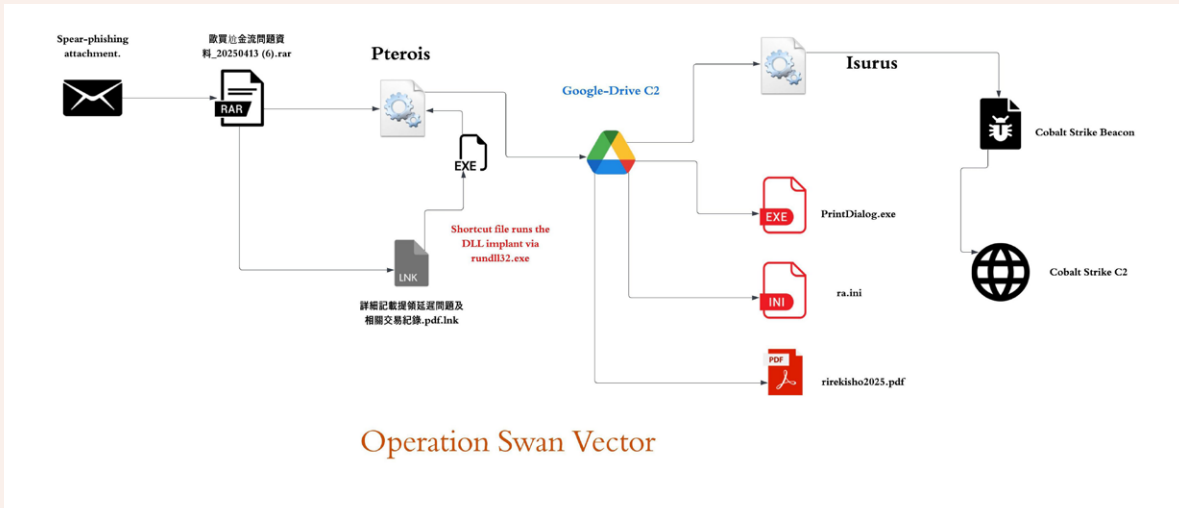 Spear-phishing
attachment.
歐買尬金流問題資
料_20250413 (6).rar
RAR
Pterois
EXE
Shortcut file runs the
DLL implant via
rundll32.exe
LNK
詳細記載提領延遲問題及
相關交易紀錄.pdf.lnk
Google-Drive C2
Isurus
Cobalt Strike Beacon
EXE
PrintDialog.exe
Cobalt Strike C2
INI
ra.ini
PDF
rirekisho2025.pdf
Operation Swan Vector